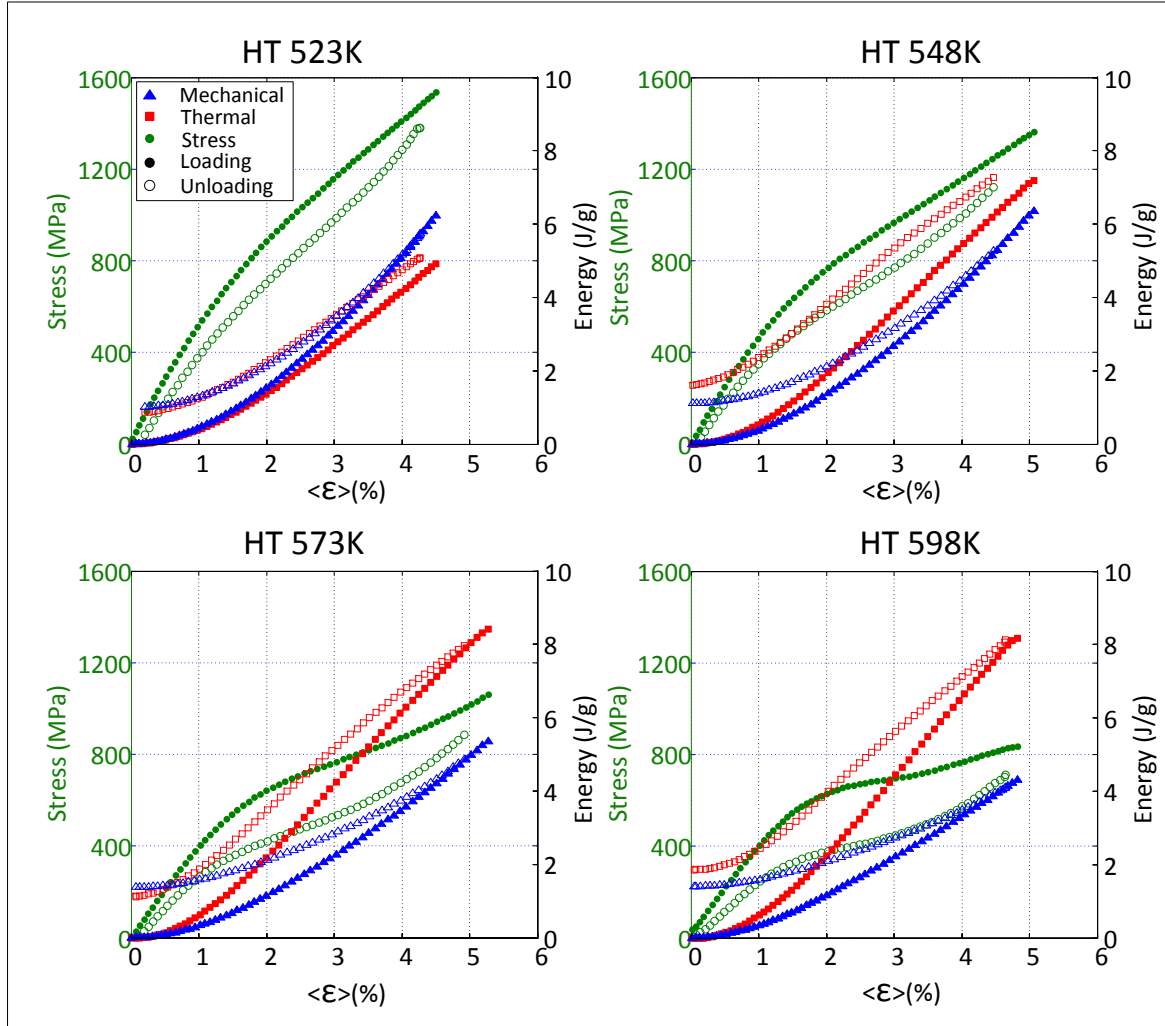 HT 523K
1600
1200
800
400
0
Stress (MPa)
Mechanical
Thermal
Stress
Loading
Unloading
10
8
6
4
2
0
Energy (J/g)
0 1 2 3 4 5 6
<ε>(%)
HT 548K
1600
1200
800
400
0
Stress (MPa)
10
8
6
4
2
0
Energy (J/g)
0 1 2 3 4 5 6
<ε>(%)
HT 573K
1600
1200
800
400
0
Stress (MPa)
10
8
6
4
2
0
Energy (J/g)
0 1 2 3 4 5 6
<ε>(%)
HT 598K
1600
1200
800
400
0
Stress (MPa)
10
8
6
4
2
0
Energy (J/g)
0 1 2 3 4 5 6
<ε>(%)